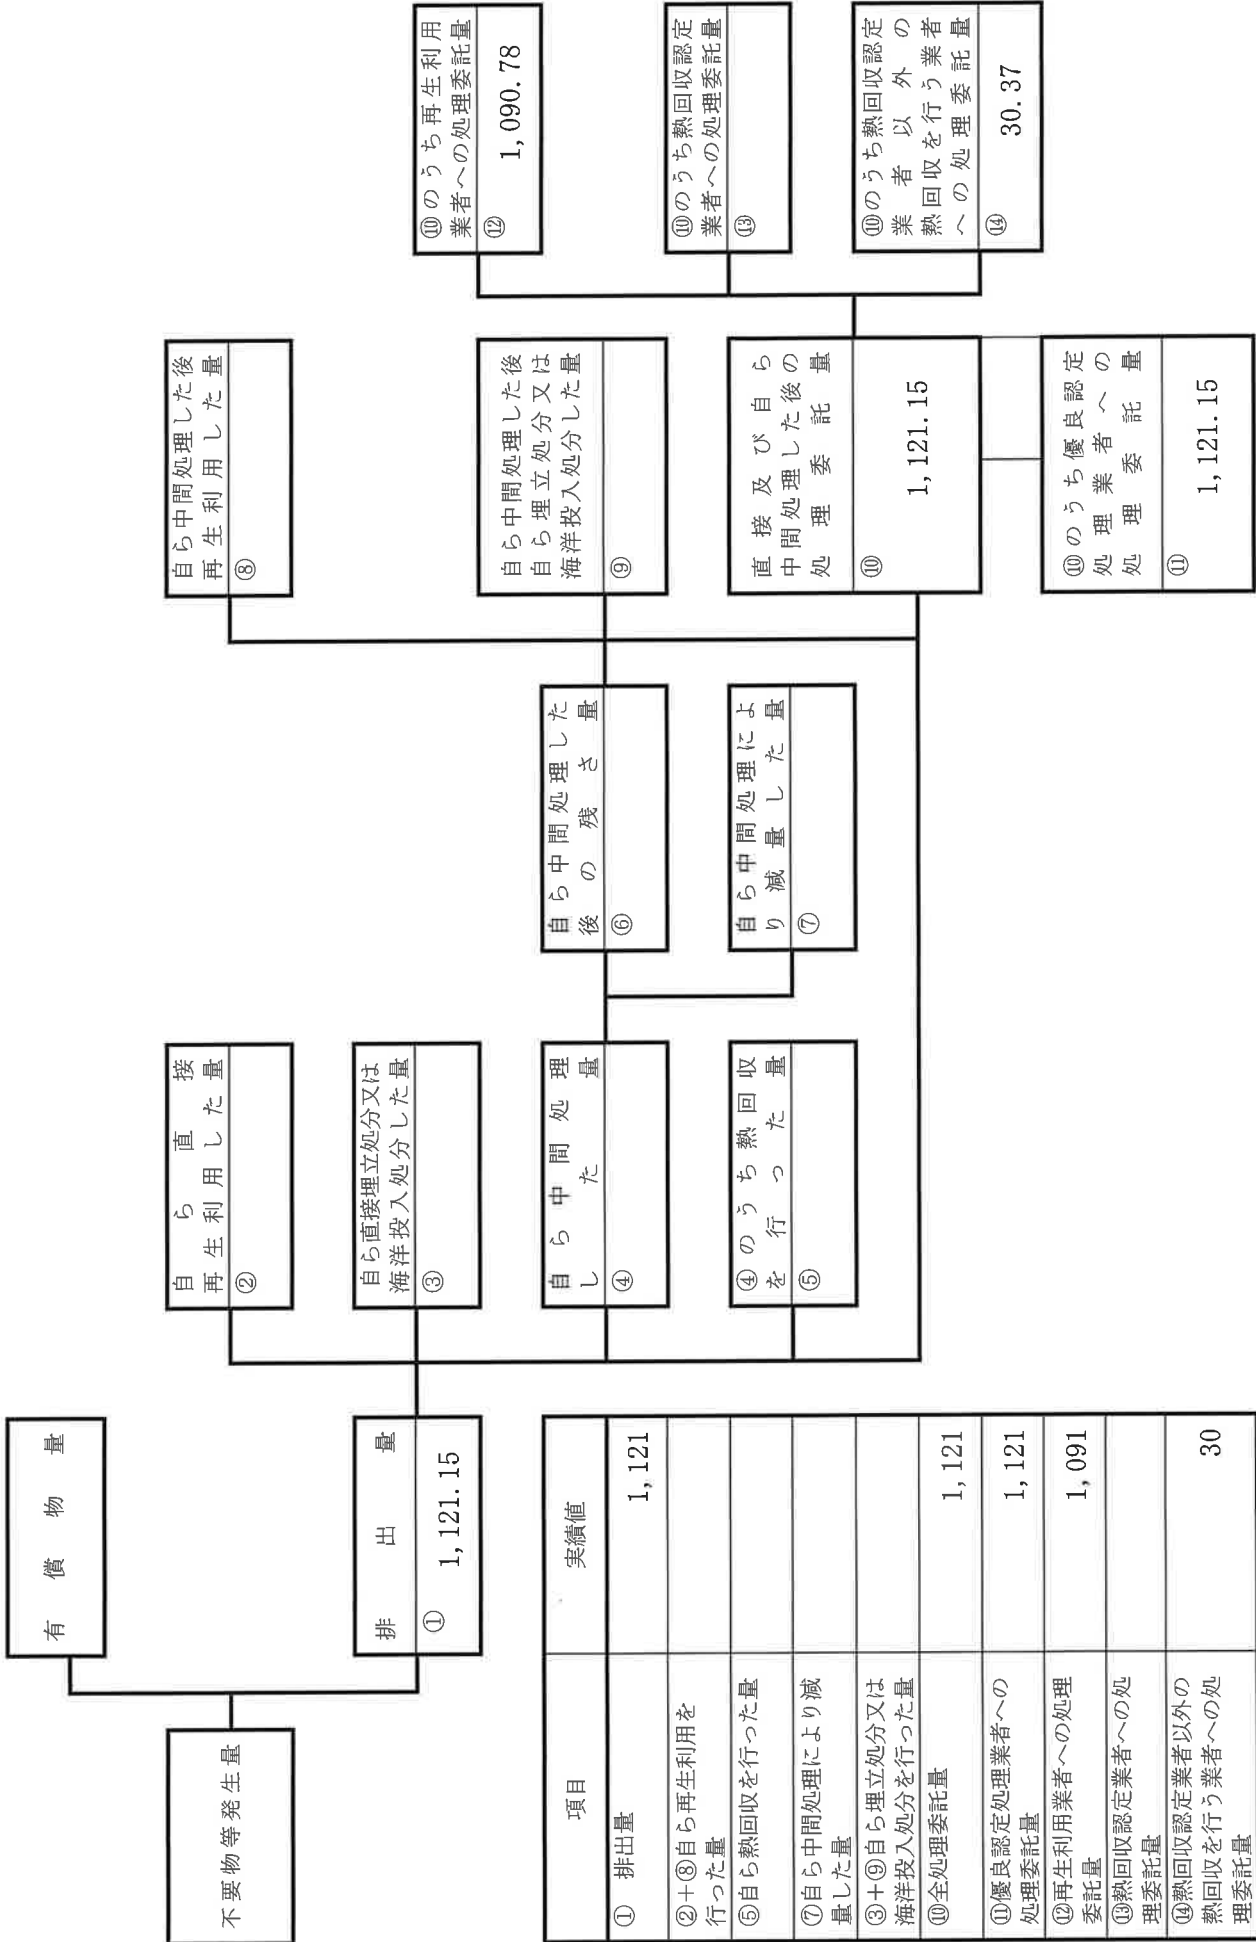 不要物等発生量
有償物量
排出量
① 1,121.15
自ら直接
再生利用した量
②
自ら直接埋立処分又は
海洋投入処分した量
③
自ら中間処理
した量
④
④のうち熱回収
を行った量
⑤
自ら中間処理した
後の残さ量
⑥
自ら中間処理によ
り減量した量
⑦
自ら中間処理した後
再生利用した量
⑧
自ら中間処理した後
自ら埋立処分又は
海洋投入処分した量
⑨
直接及び自ら
中間処理した後の
処理委託量
⑩
1,121.15
⑩のうち優良認定
処理業者への
処理委託量
⑪
1,121.15
⑩のうち再生利用
業者への処理委託量
⑫
1,090.78
⑩のうち熱回収認定
業者への処理委託量
⑬
⑩のうち熱回収認定
業者以外の
熱回収を行う業者
への処理委託量
⑭
30.37
項目 実績値
① 排出量 1,121
②+⑧自ら再生利用を
行った量
⑤自ら熱回収を行った量
⑦自ら中間処理により減
量した量
③+⑨自ら埋立処分又は
海洋投入処分を行った量
⑩全処理委託量 1,121
⑪優良認定処理業者への
処理委託量 1,121
⑫再生利用業者への処理
委託量 1,091
⑬熱回収認定業者への処
理委託量
⑭熱回収認定業者以外の
熱回収を行う業者への処
理委託量 30